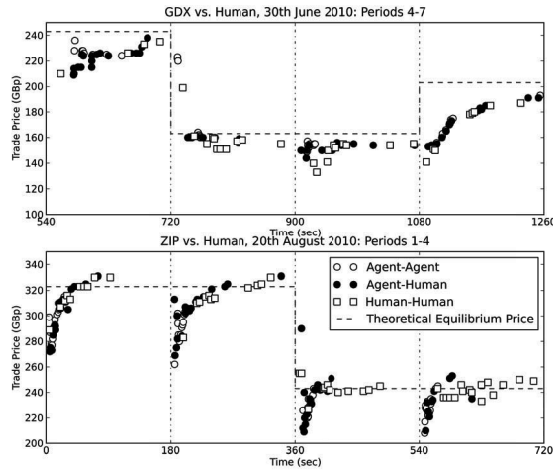 GDX vs. Human, 30th June 2010: Periods 4-7
Trade Price (GBp)
240
220
200
180
160
140
120
100
540
720
900
1080
1260
Time (sec)
ZIP vs. Human, 20th August 2010: Periods 1-4
Trade Price (GBp)
340
320
300
280
260
240
220
200
0
180
360
540
720
Time (sec)
Agent-Agent
Agent-Human
Human-Human
Theoretical Equilibrium Price